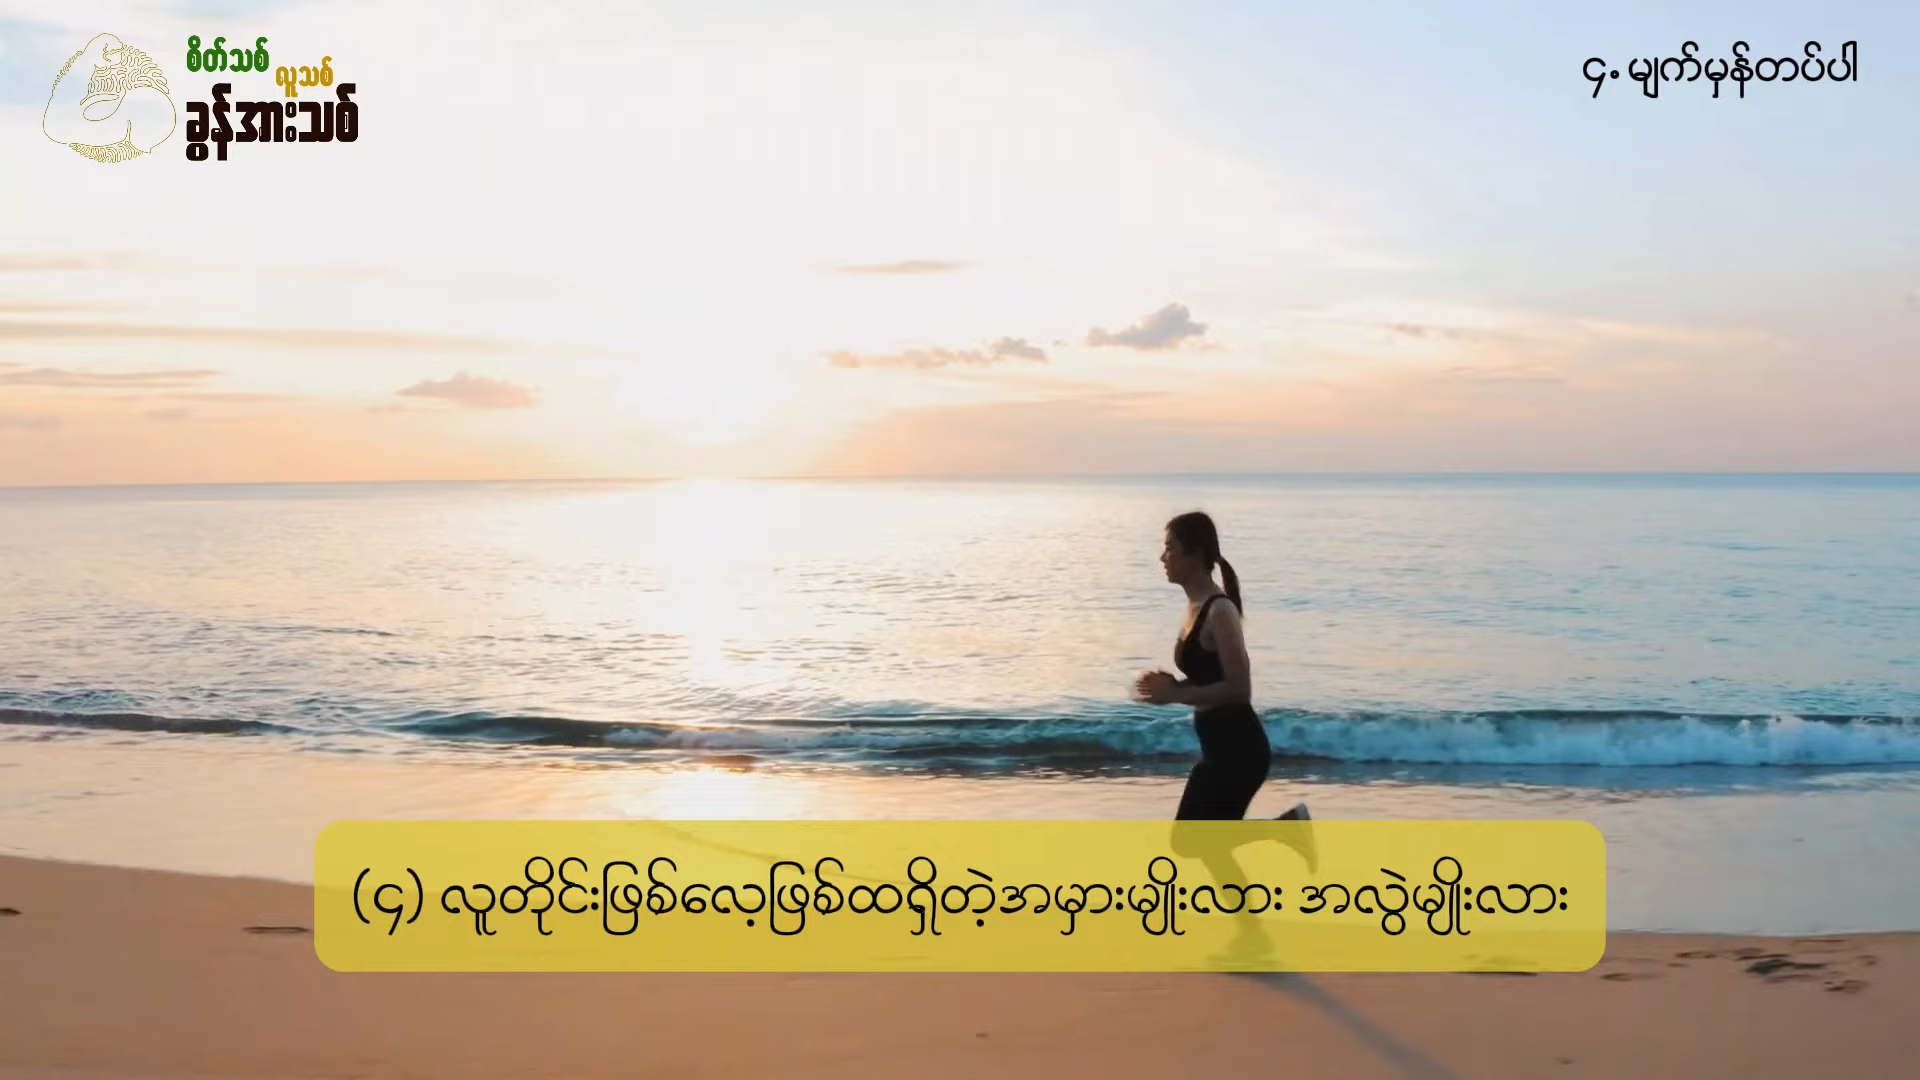 စိတ်သစ်
လူသစ်
ခွန်အားသစ်
၄. မျက်မှန်တပ်ပါ
(၄) လူတိုင်းဖြစ်လေ့ဖြစ်ထရှိတဲ့အမှားမျိုးလား အလွဲမျိုးလား